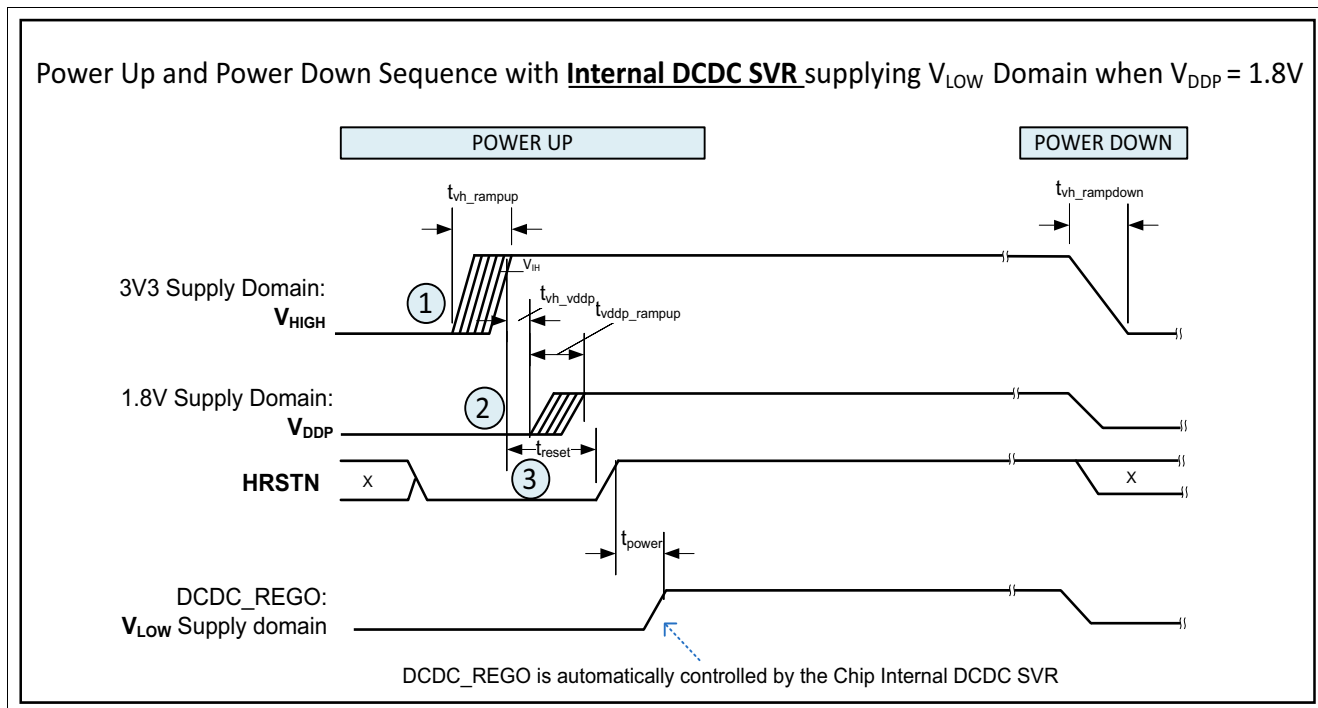 Power Up and Power Down Sequence with Internal DCDC SVR supplying VLOW Domain when VDDP = 1.8V
POWER UP
POWER DOWN
tvh_rampup
tvh_rampdown
VIH
3V3 Supply Domain:
VHIGH
1
tvh_vddp
tvddp_rampup
1.8V Supply Domain:
VDDP
2
treset
HRSTN
X
3
X
tpower
DCDC_REGO:
VLOW Supply domain
DCDC_REGO is automatically controlled by the Chip Internal DCDC SVR